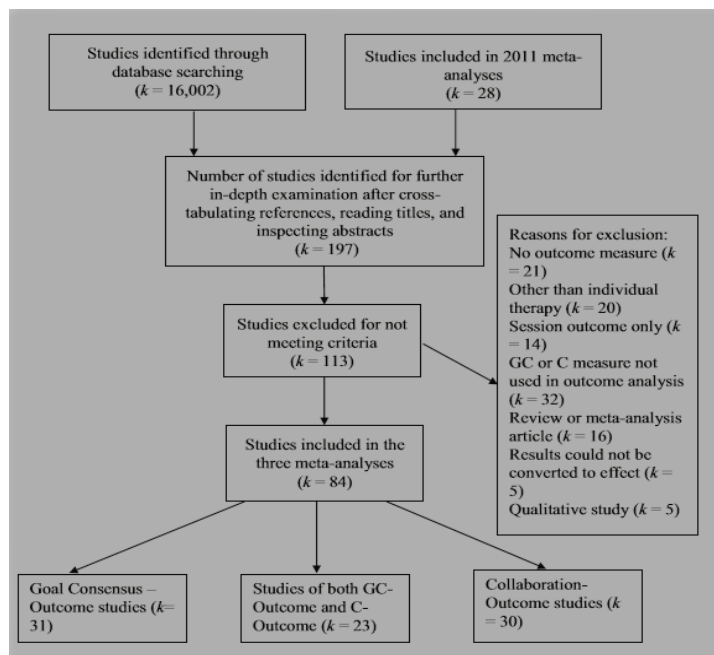 Studies identified through
database searching
(k = 16,002)
Studies included in 2011 meta-
analyses
(k = 28)
Number of studies identified for further
in-depth examination after cross-
tabulating references, reading titles, and
inspecting abstracts
(k = 197)
Studies excluded for not
meeting criteria
(k = 113)
Reasons for exclusion:
No outcome measure (k
= 21)
Other than individual
therapy (k = 20)
Session outcome only (k
= 14)
GC or C measure not
used in outcome analysis
(k = 32)
Review or meta-analysis
article (k = 16)
Results could not be
converted to effect (k =
5)
Qualitative study (k = 5)
Studies included in the
three meta-analyses
(k = 84)
Goal Consensus –
Outcome studies (k=
31)
Studies of both GC-
Outcome and C-
Outcome (k = 23)
Collaboration-
Outcome studies (k
= 30)